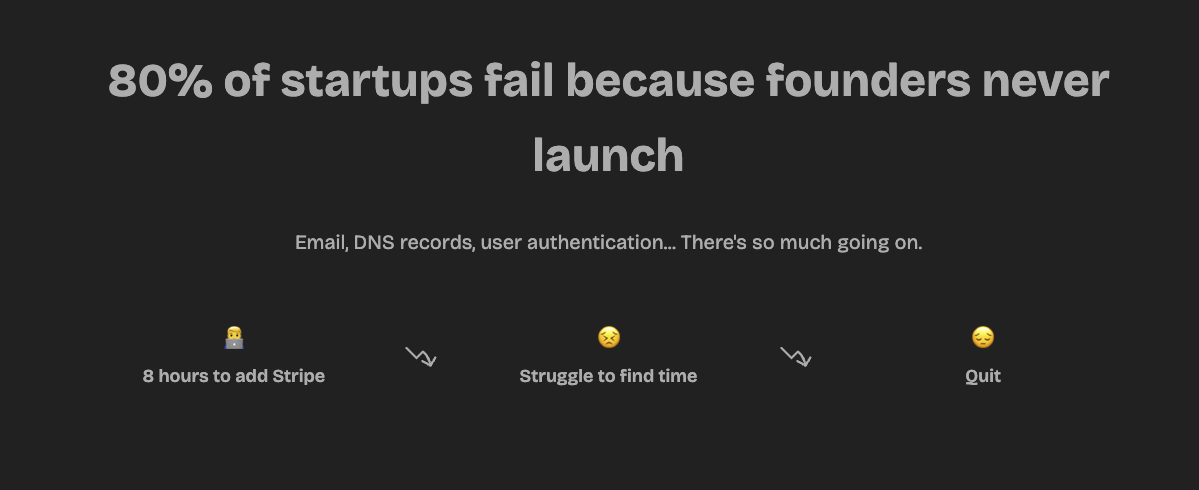 80% of startups fail because founders never
launch
Email, DNS records, user authentication... There's so much going on.
8 hours to add Stripe
Struggle to find time
Quit